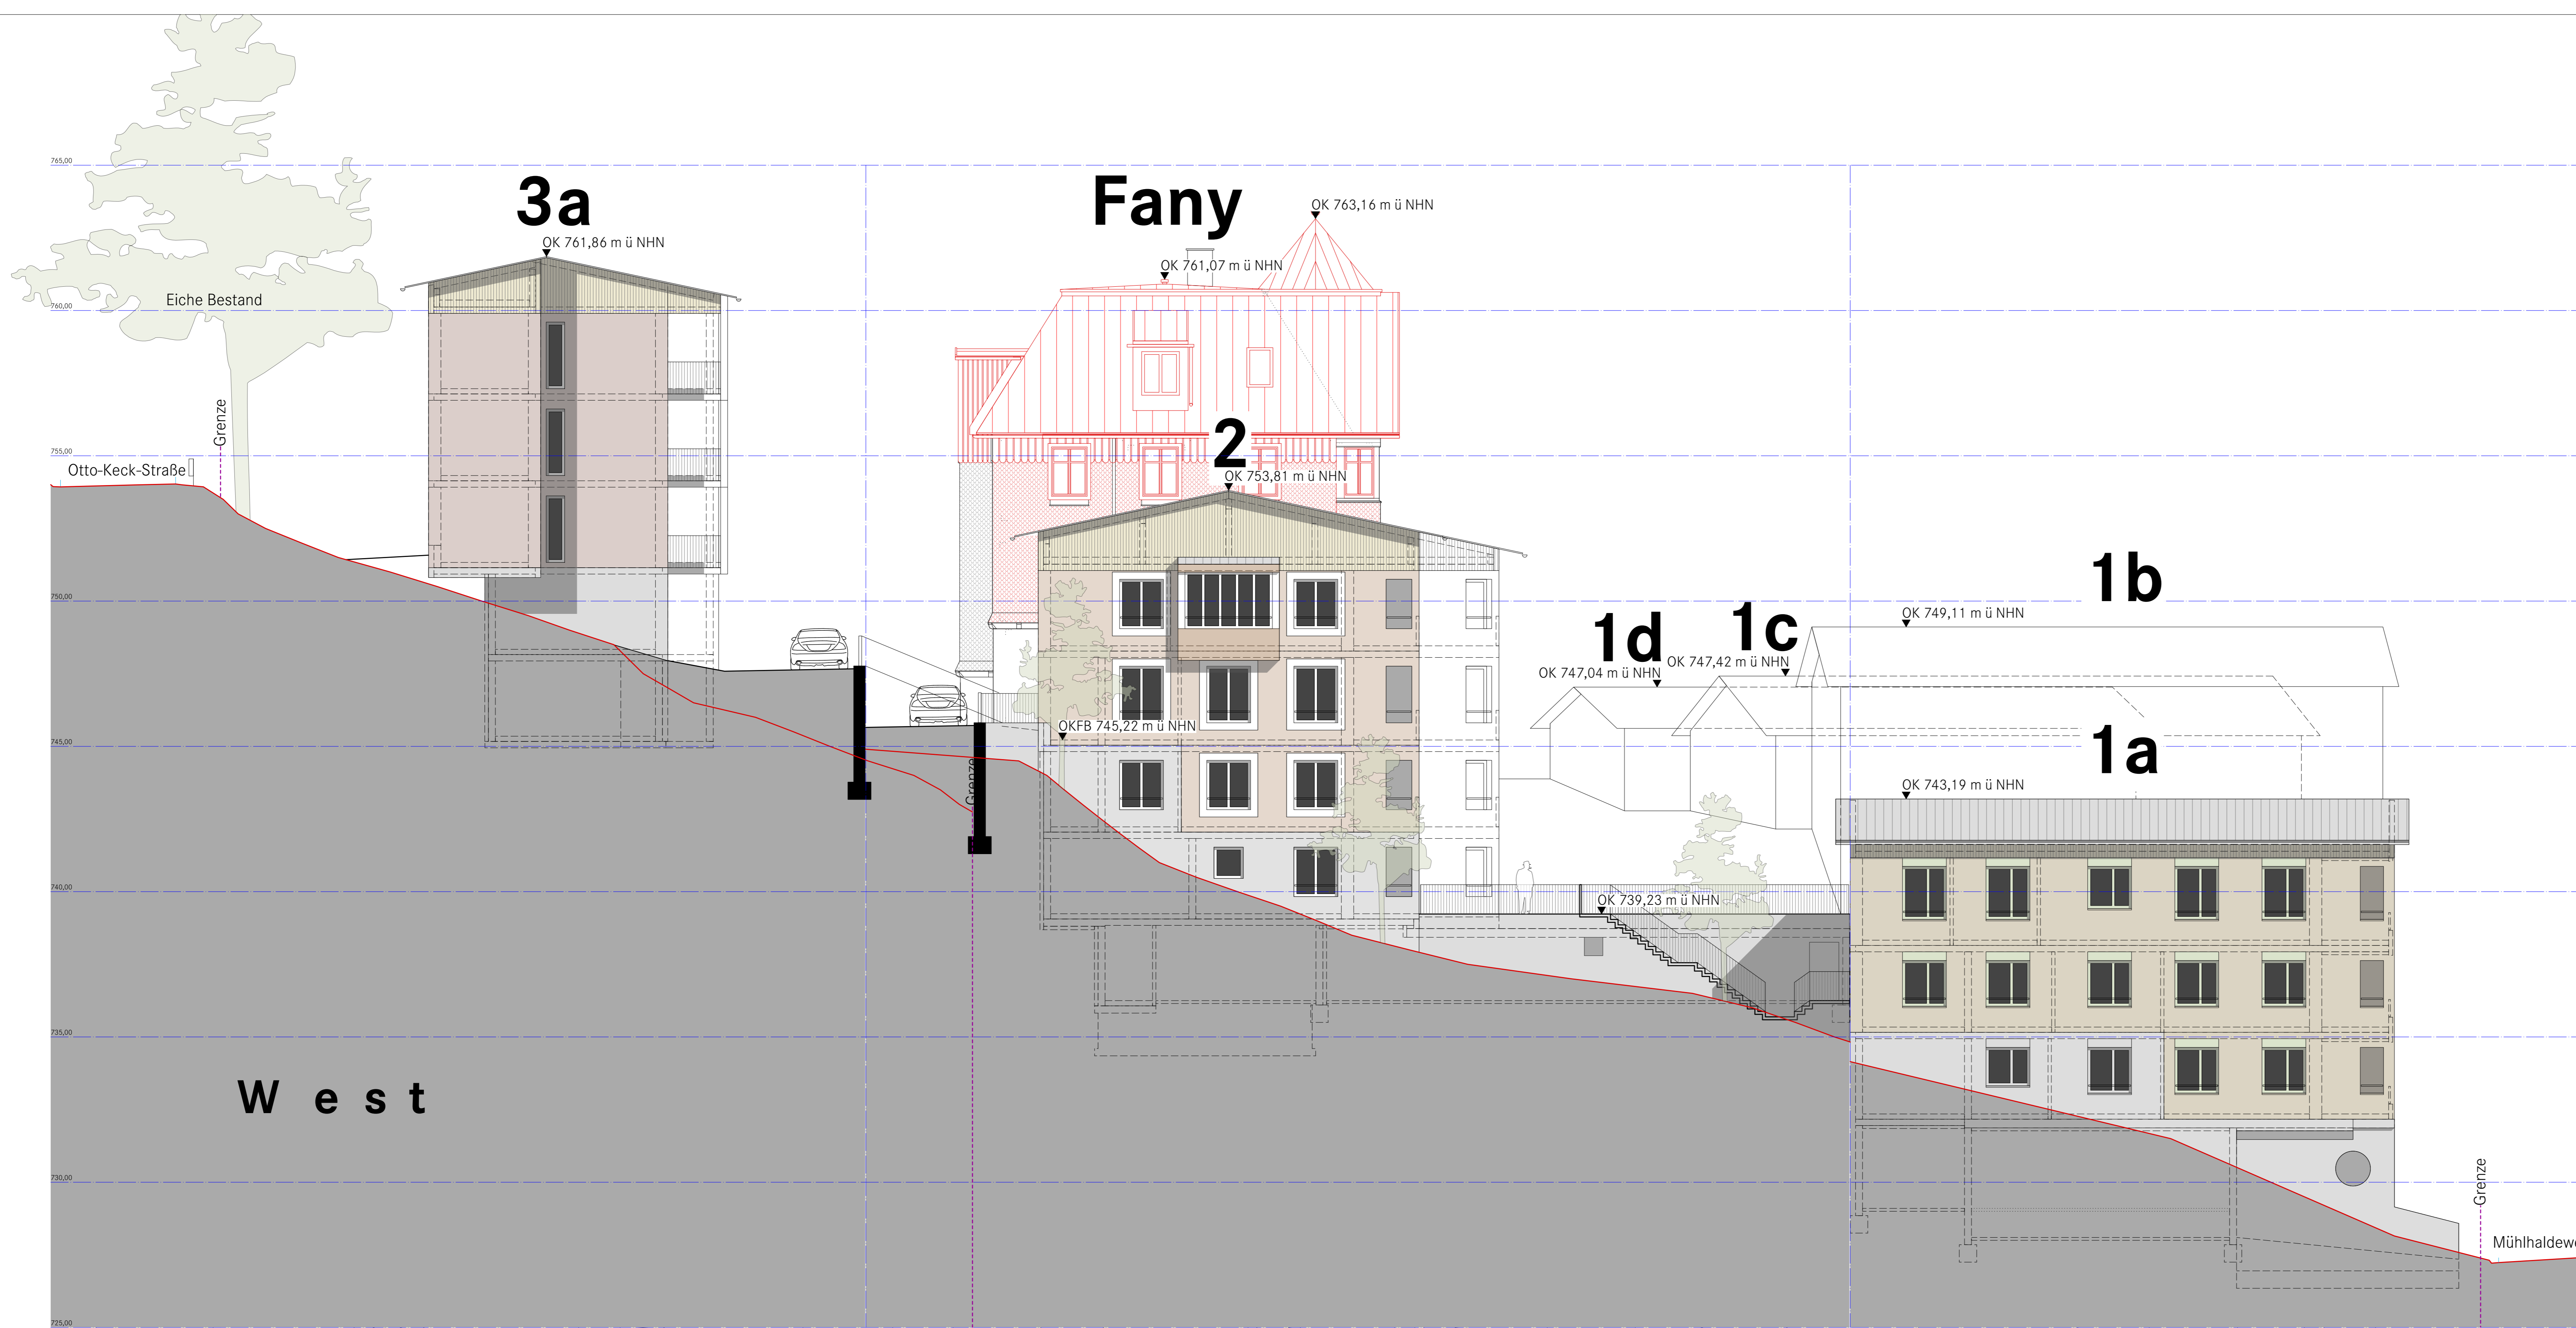 765,00
3a
Fany
OK 763,16 m ü NHN
OK 761,86 m ü NHN
OK 761,07 m ü NHN
Eiche Bestand
760,00
Grenze
755,00
Otto-Keck-Straße
2
OK 753,81 m ü NHN
750,00
1b
1d
1c
OK 749,11 m ü NHN
OK 747,42 m ü NHN
OK 747,04 m ü NHN
OKFB 745,22 m ü NHN
745,00
1a
Grenze
OK 743,19 m ü NHN
740,00
OK 739,23 m ü NHN
735,00
West
730,00
Grenze
Mühlhaldewe
725,00